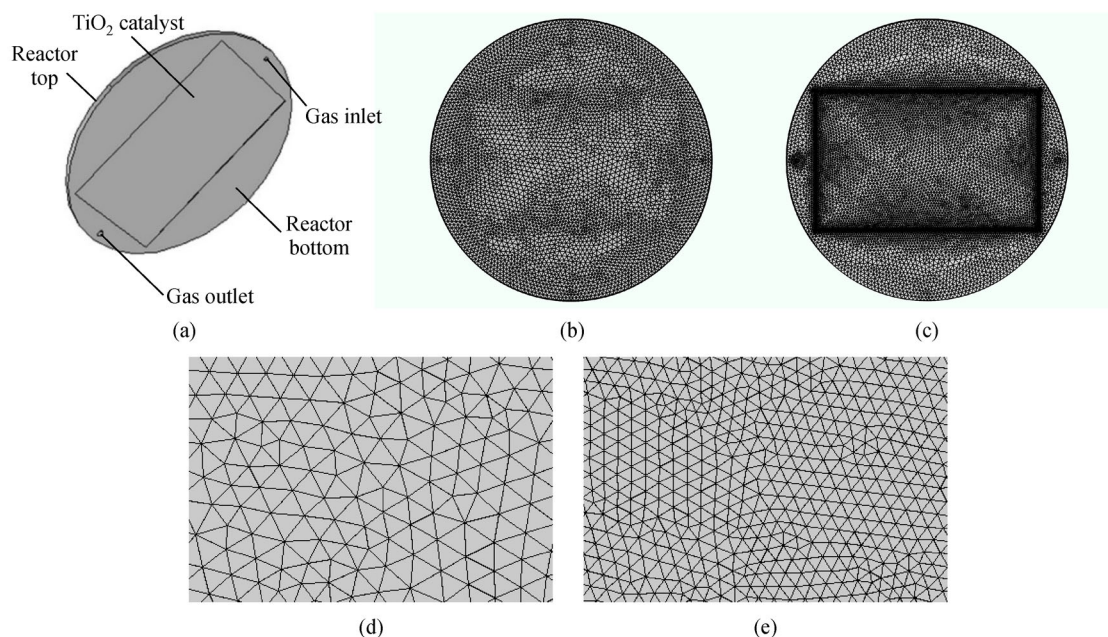 TiO₂ catalyst
Reactor
top
Gas inlet
Reactor
bottom
Gas outlet
(a)
(b)
(c)
(d)
(e)